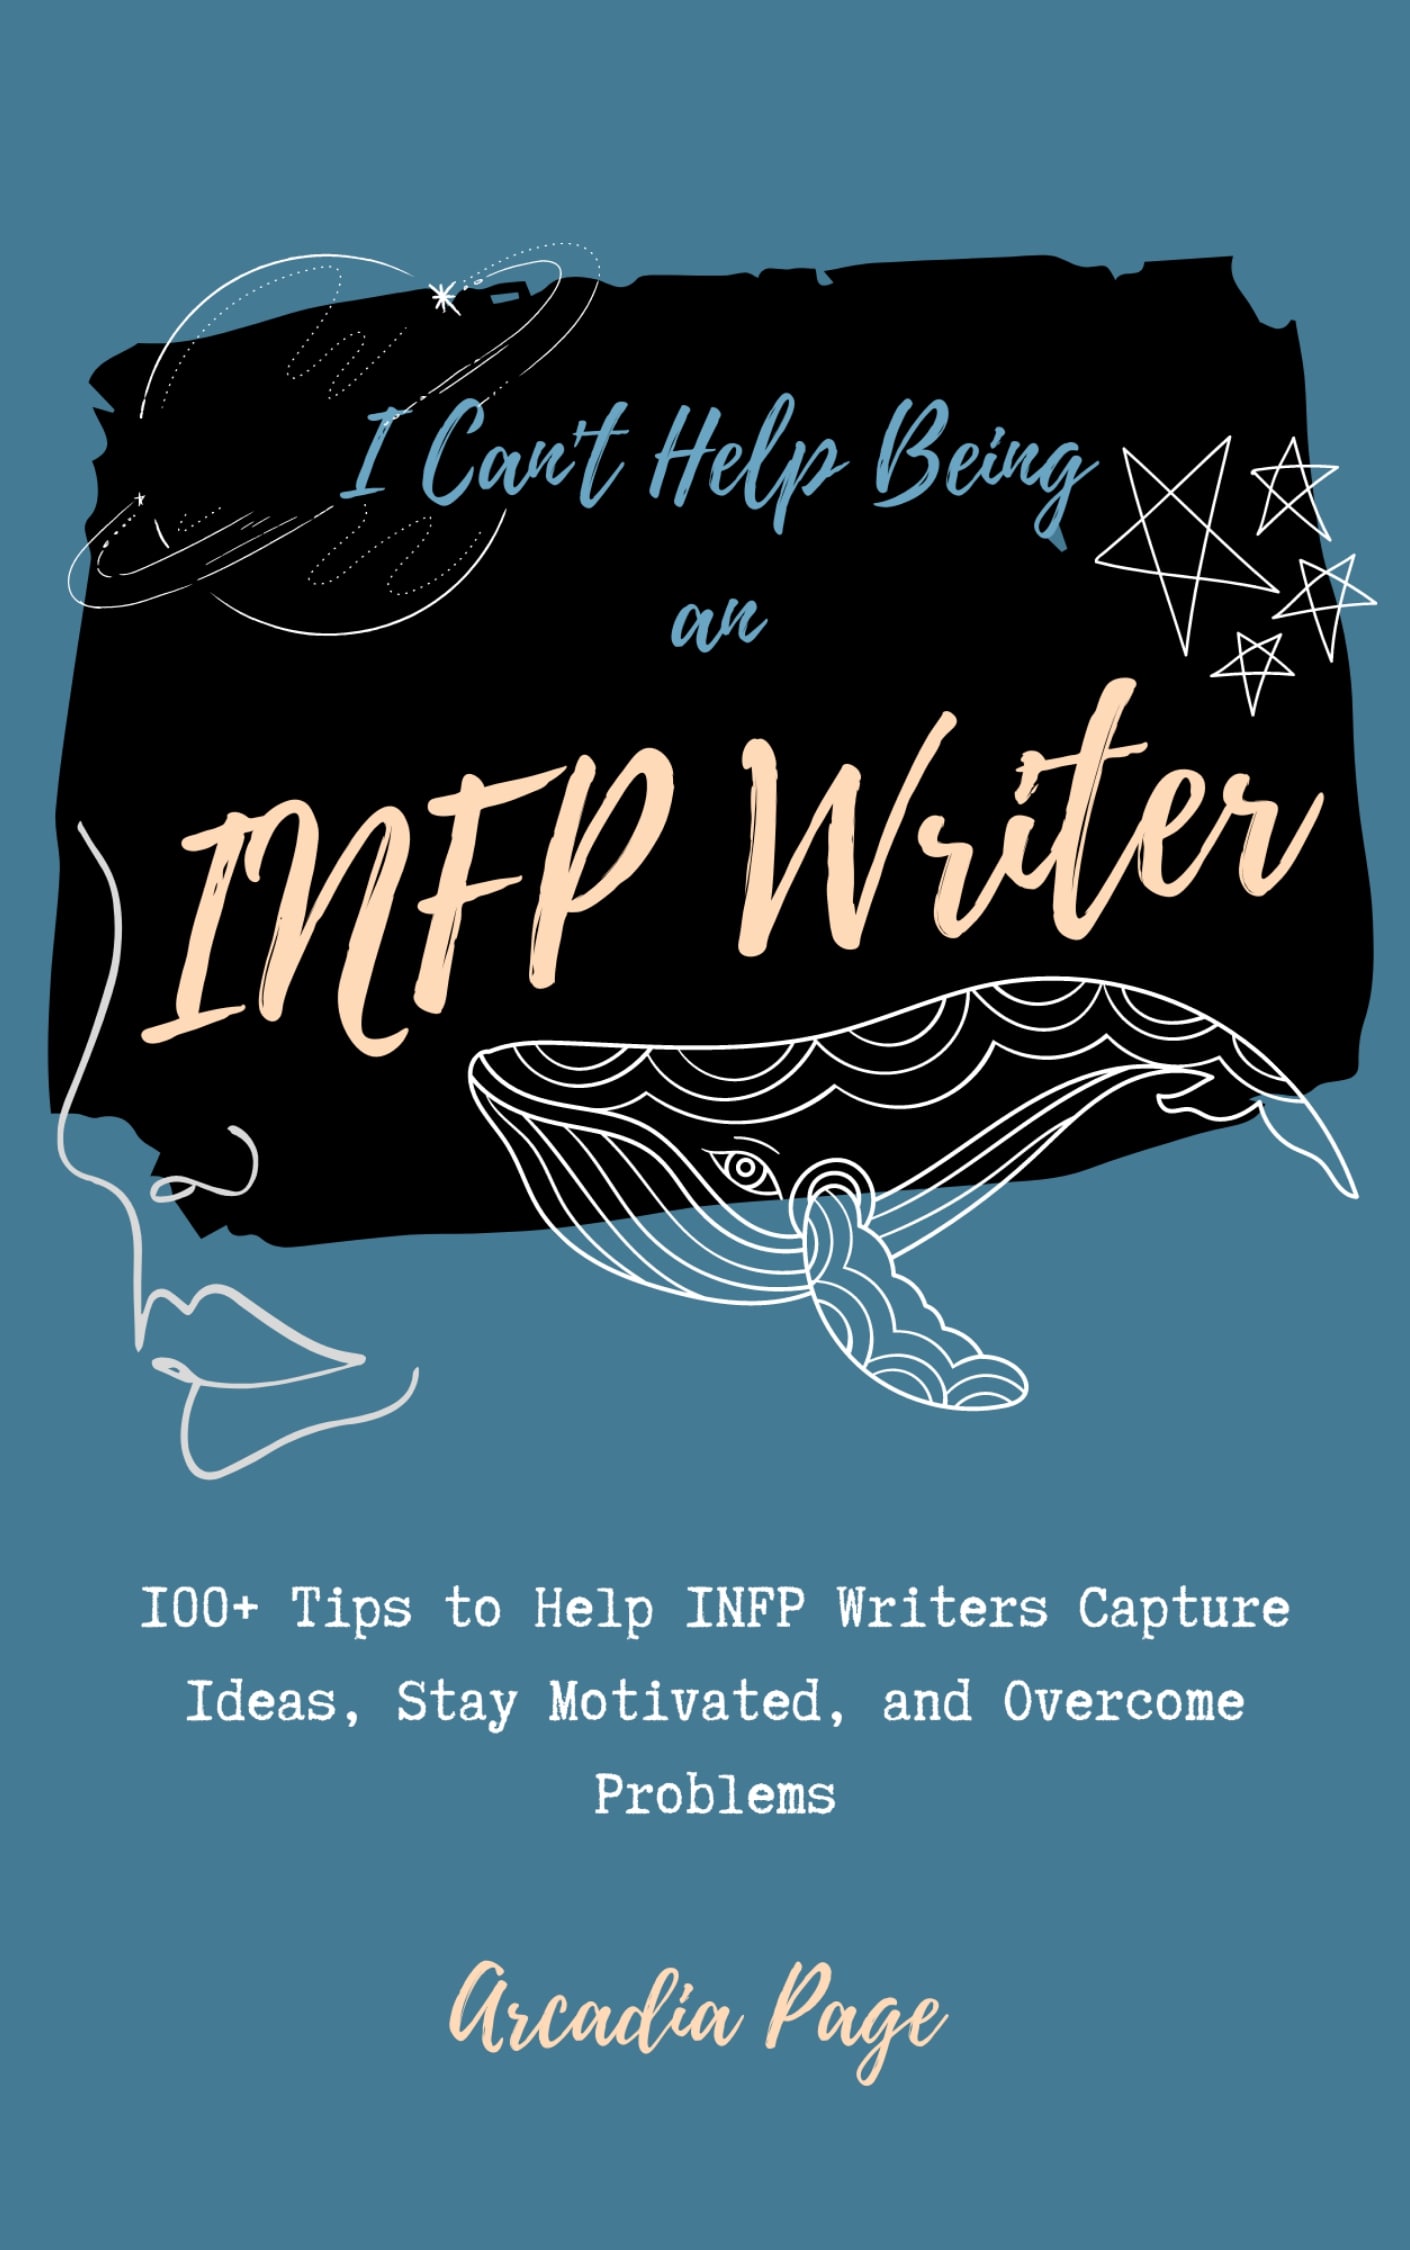 I Can't Help Being
an
INFP Writer
100+ Tips to Help INFP Writers Capture
Ideas, Stay Motivated, and Overcome
Problems
Arcadia Page